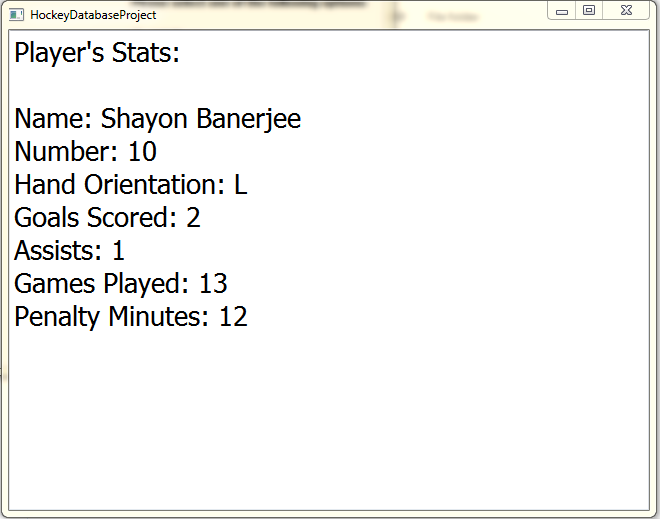 HockeyDatabaseProject
Player's Stats:
Name: Shayon Banerjee
Number: 10
Hand Orientation: L
Goals Scored: 2
Assists: 1
Games Played: 13
Penalty Minutes: 12